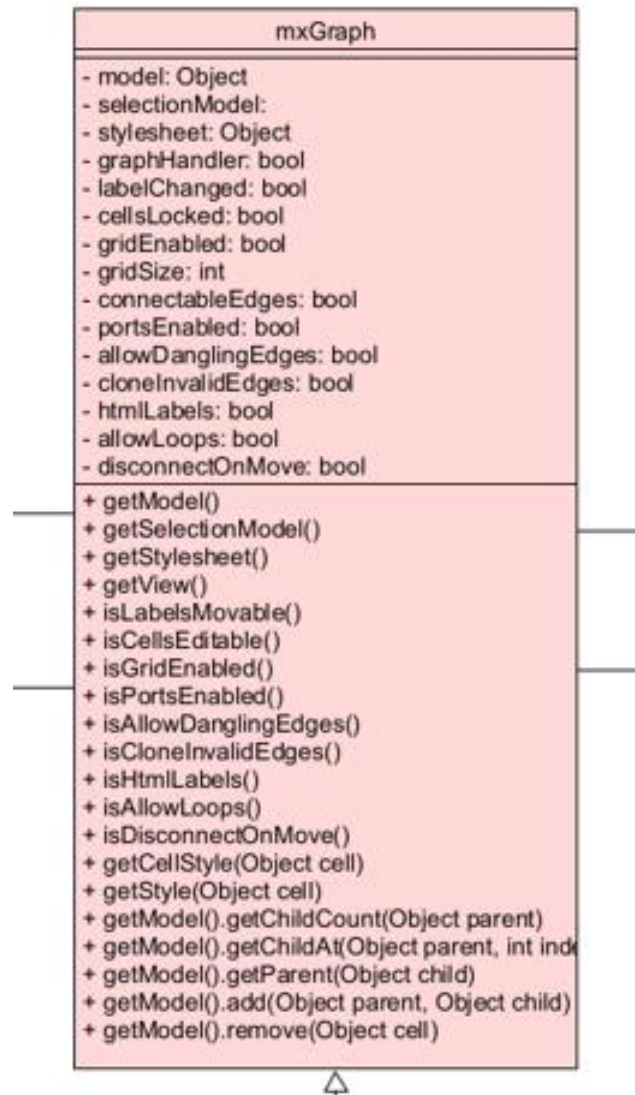 mxGraph
- model: Object
- selectionModel:
- stylesheet: Object
- graphHandler: bool
- labelChanged: bool
- cellsLocked: bool
- gridEnabled: bool
- gridSize: int
- connectableEdges: bool
- portsEnabled: bool
- allowDanglingEdges: bool
- cloneInvalidEdges: bool
- htmlLabels: bool
- allowLoops: bool
- disconnectOnMove: bool
+ getModel()
+ getSelectionModel()
+ getStylesheet()
+ getView()
+ isLabelsMovable()
+ isCellsEditable()
+ isGridEnabled()
+ isPortsEnabled()
+ isAllowDanglingEdges()
+ isCloneInvalidEdges()
+ isHtmlLabels()
+ isAllowLoops()
+ isDisconnectOnMove()
+ getCellStyle(Object cell)
+ getStyle(Object cell)
+ getModel().getChildCount(Object parent)
+ getModel().getChildAt(Object parent, int inde
+ getModel().getParent(Object child)
+ getModel().add(Object parent, Object child)
+ getModel().remove(Object cell)